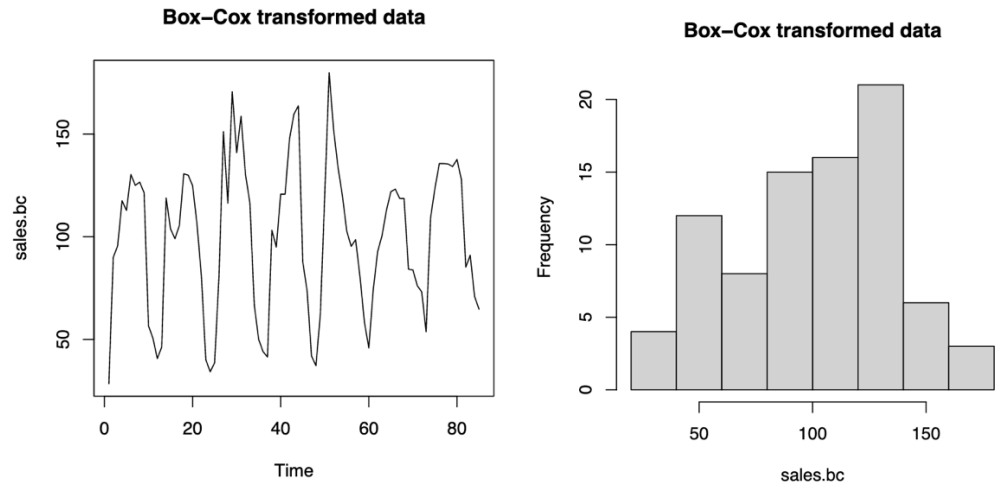 Box−Cox transformed data
sales.bc
150
100
50
0
20
40
60
80
Time
Box−Cox transformed data
Frequency
20
15
10
5
0
50
100
150
sales.bc